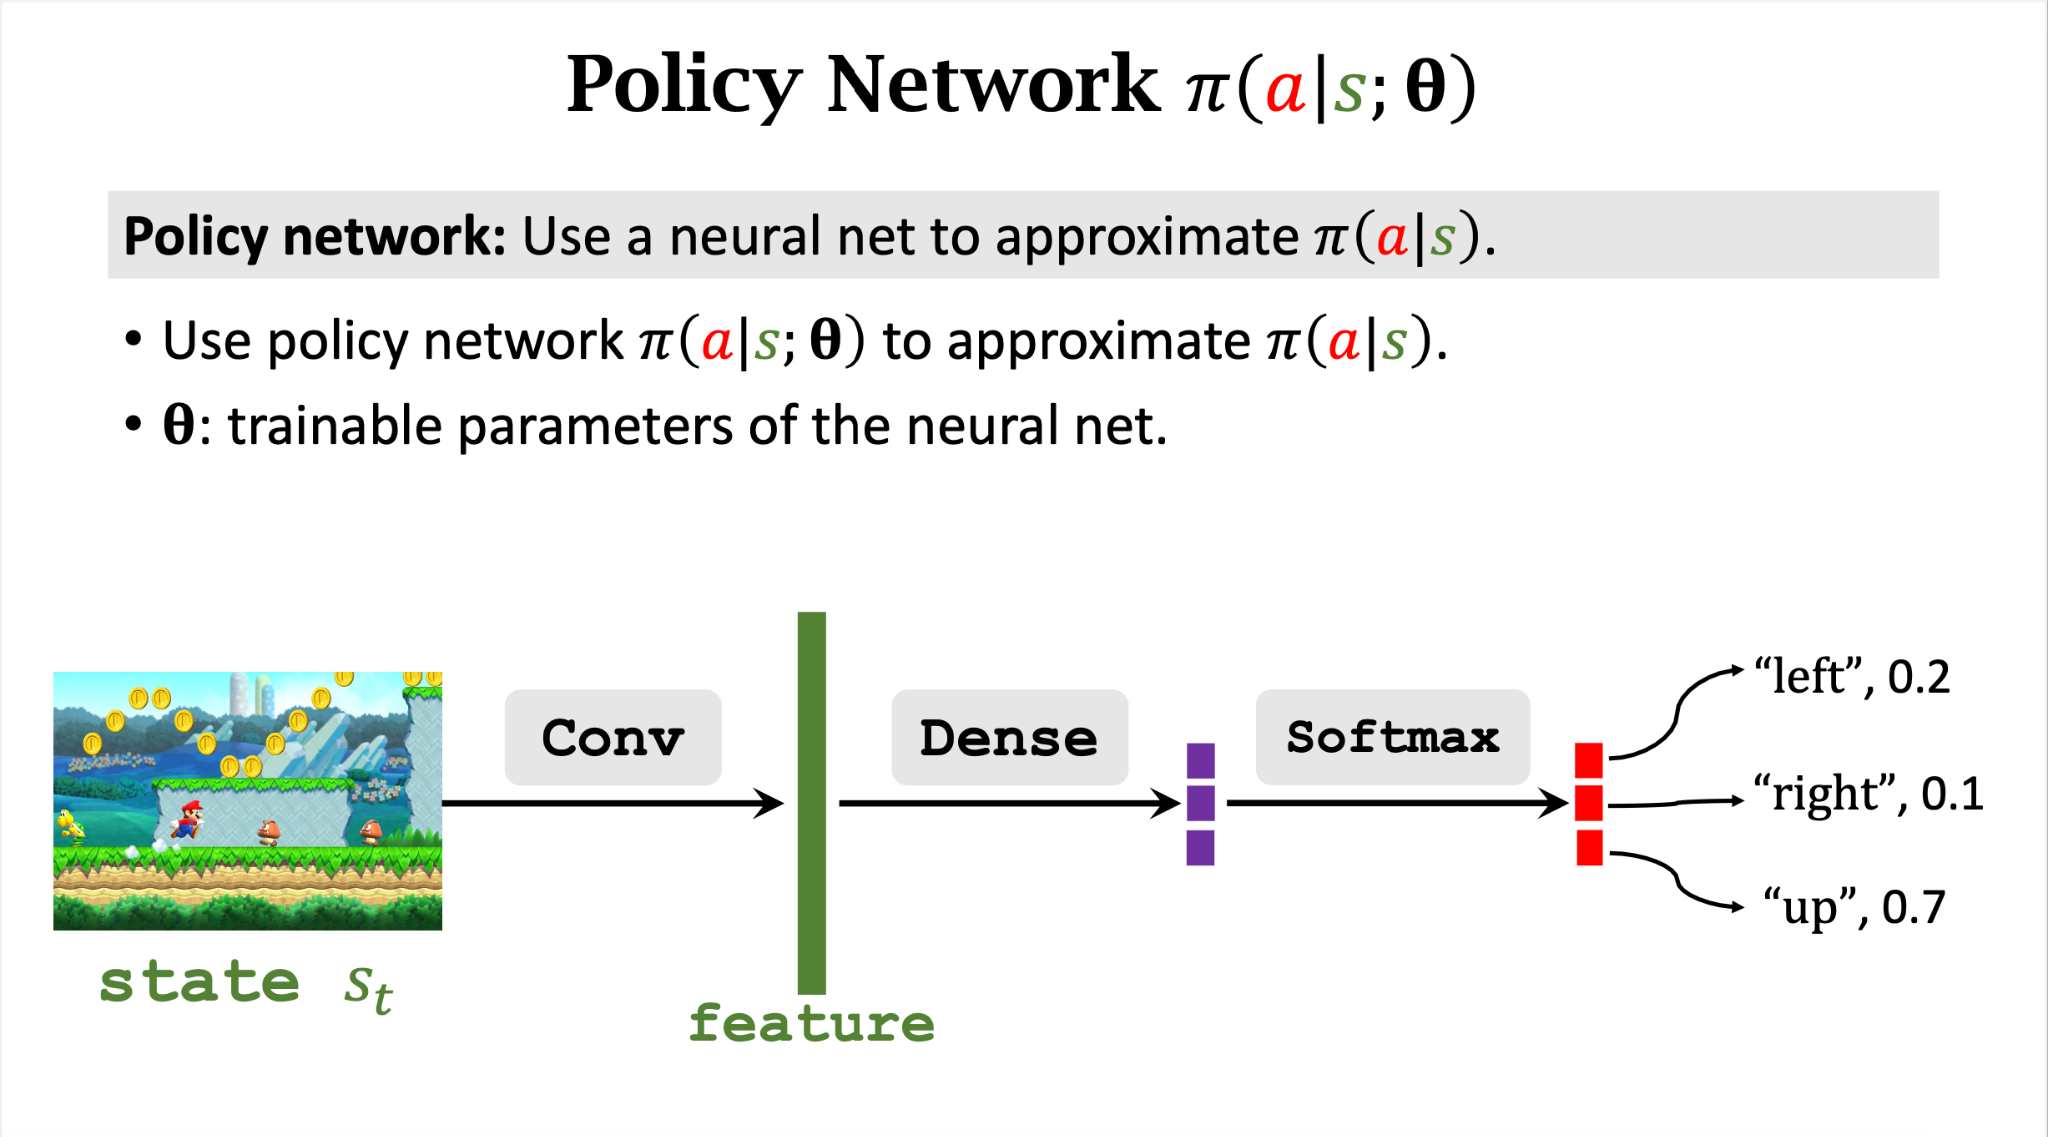 Policy Network π(a|s; θ)
Policy network: Use a neural net to approximate π(a|s).
• Use policy network π(a|s; θ) to approximate π(a|s).
• θ: trainable parameters of the neural net.
Conv
Dense
Softmax
“left”, 0.2
“right”, 0.1
“up”, 0.7
state sₜ
feature